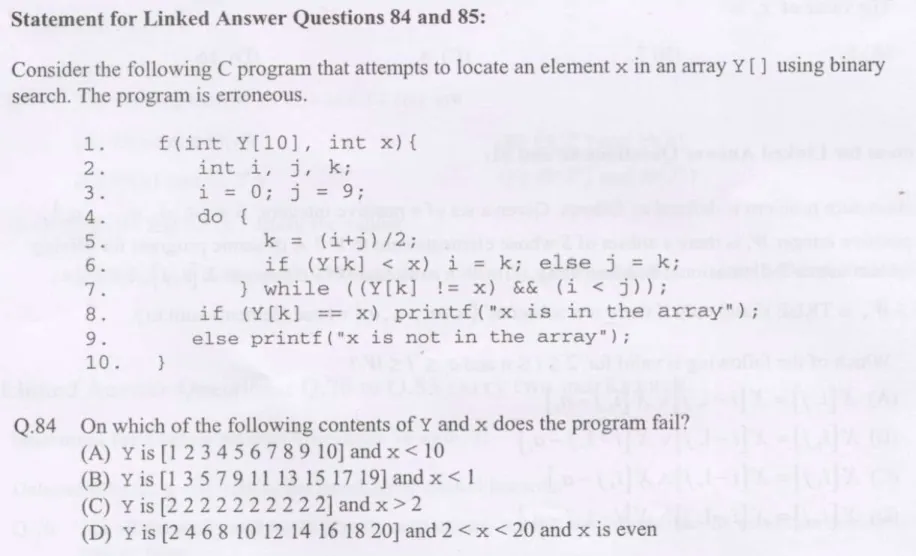 Statement for Linked Answer Questions 84 and 85:
Consider the following C program that attempts to locate an element x in an array Y[] using binary
search. The program is erroneous.
1. f(int Y[10], int x){
2. int i, j, k;
3. i = 0; j = 9;
4. do {
5. k = (i+j)/2;
6. if (Y[k] < x) i = k; else j = k;
7. } while ((Y[k] != x) && (i < j));
8. if (Y[k] == x) printf("x is in the array");
9. else printf("x is not in the array");
10. }
Q.84 On which of the following contents of Y and x does the program fail?
(A) Y is [1 2 3 4 5 6 7 8 9 10] and x < 10
(B) Y is [1 3 5 7 9 11 13 15 17 19] and x < 1
(C) Y is [2 2 2 2 2 2 2 2 2 2] and x > 2
(D) Y is [2 4 6 8 10 12 14 16 18 20] and 2 < x < 20 and x is even